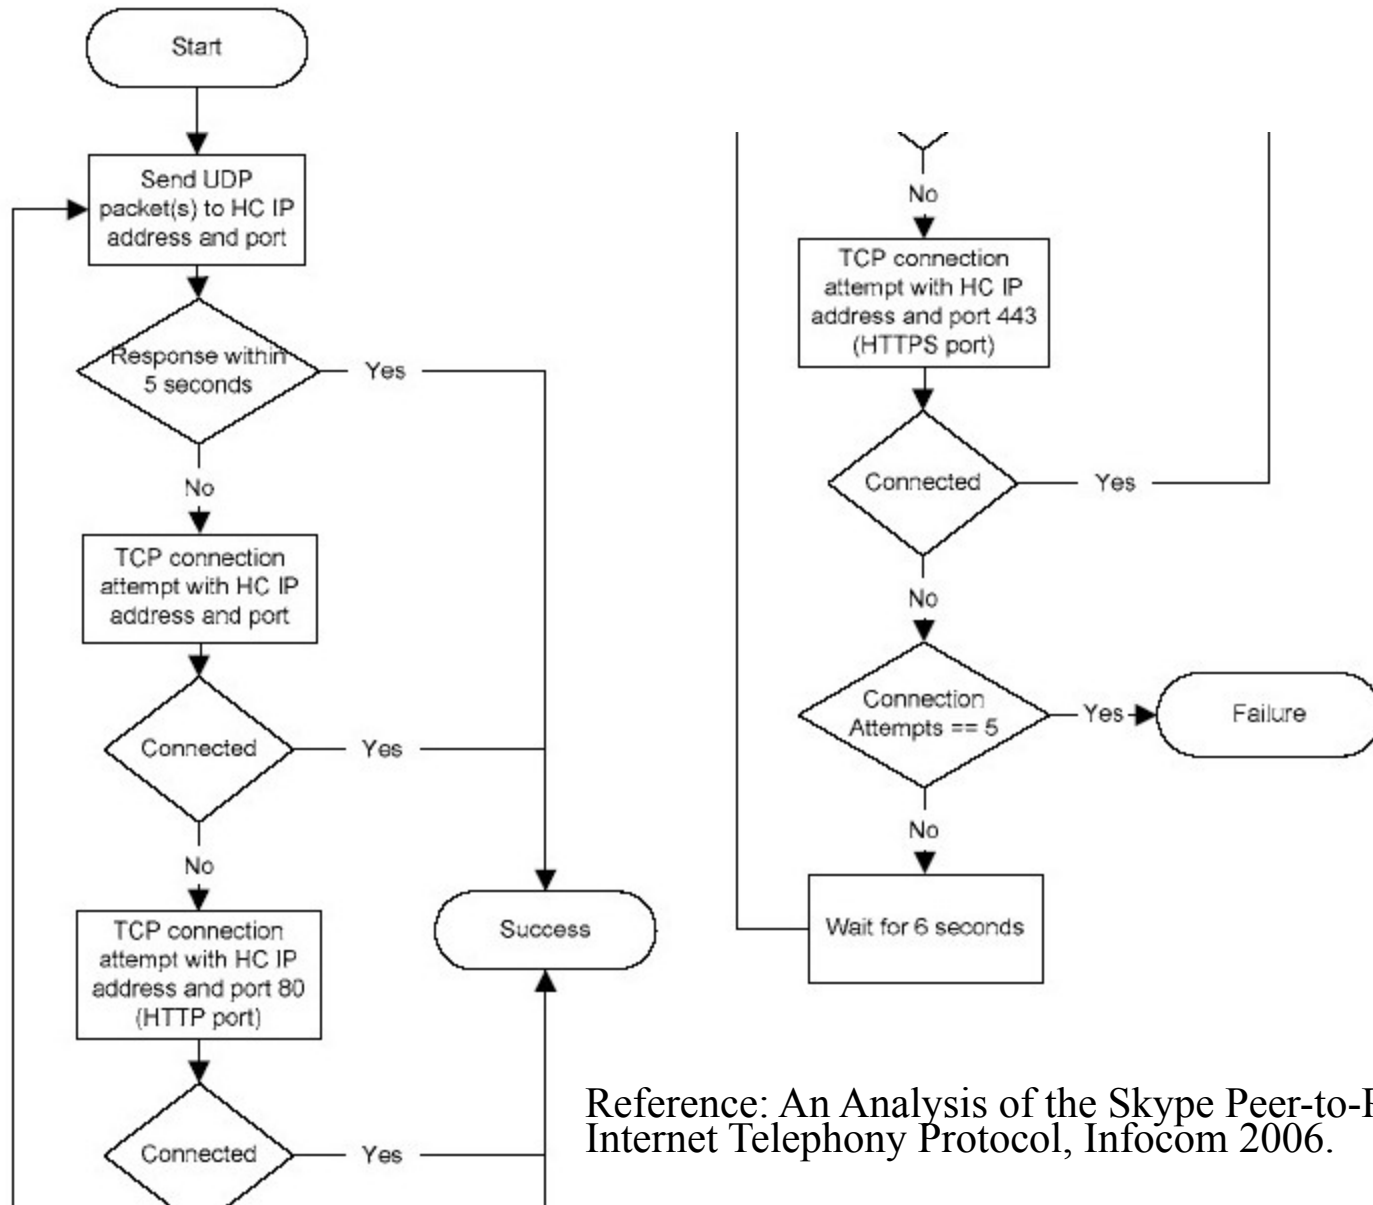 Start
Send UDP
packet(s) to HC IP
address and port
Response within
5 seconds
Yes
No
TCP connection
attempt with HC IP
address and port
Connected
Yes
No
TCP connection
attempt with HC IP
address and port 80
(HTTP port)
Connected
Yes
Success
No
TCP connection
attempt with HC IP
address and port 443
(HTTPS port)
Connected
Yes
No
Connection
Attempts == 5
Yes
Failure
No
Wait for 6 seconds
Reference: An Analysis of the Skype Peer-to-
Internet Telephony Protocol, Infocom 2006.